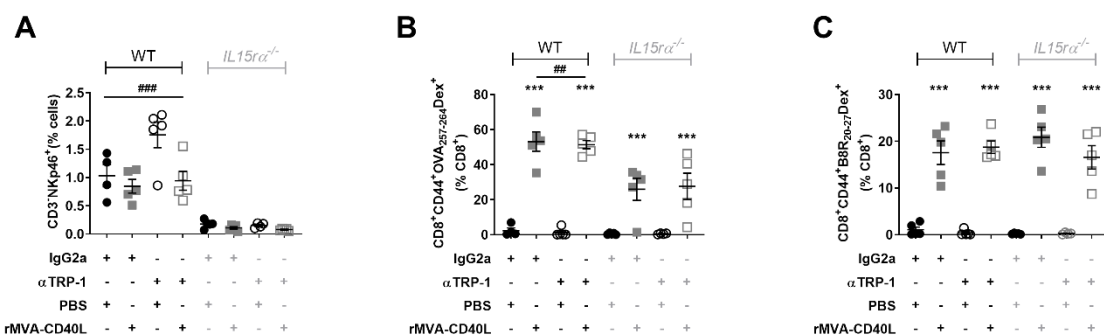 A
WT
IL15rα-/-
###
CD3-NKp46+(% cells)
2.5
2.0
1.5
1.0
0.5
0.0
IgG2a + + - - + + - -
αTRP-1 - - + + - - + +
PBS + - + - + - + -
rMVA-CD40L - + - + - + - +
B
WT
IL15rα-/-
##
*** *** *** ***
CD8+CD44+OVA257-264Dex+
(% CD8+)
80
60
40
20
0
IgG2a + + - - + + - -
αTRP-1 - - + + - - + +
PBS + - + - + - + -
rMVA-CD40L - + - + - + - +
C
WT
IL15rα-/-
*** *** *** ***
CD8+CD44+B8R20-27Dex+
(% CD8+)
30
20
10
0
IgG2a + + - - + + - -
αTRP-1 - - + + - - + +
PBS + - + - + - + -
rMVA-CD40L - + - + - + - +